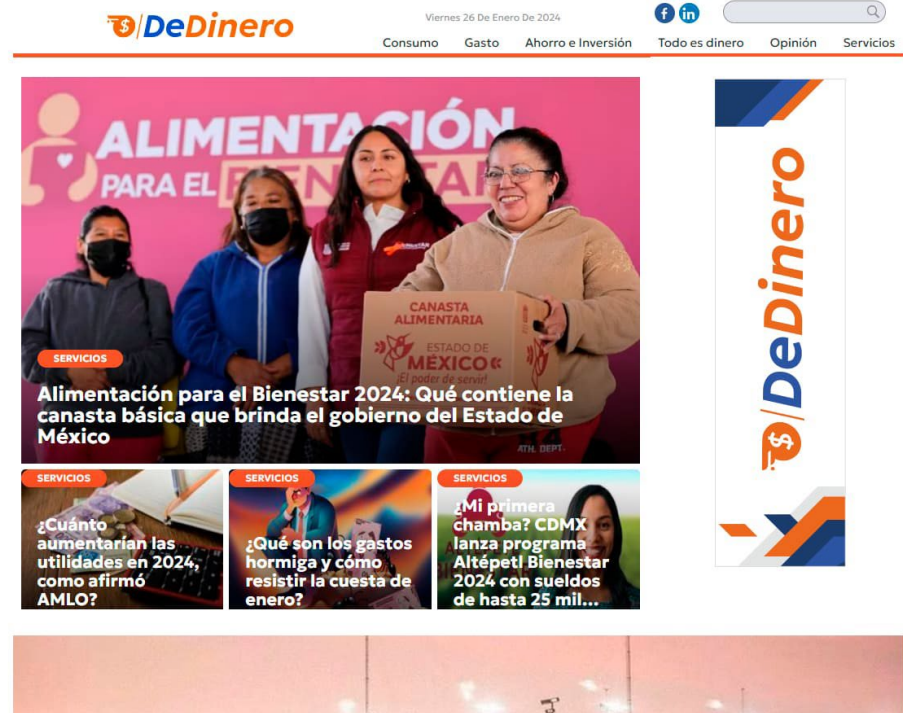 DeDinero
Viernes 26 De Enero De 2024
Consumo Gasto Ahorro e Inversión Todo es dinero Opinión Servicios
ALIMENTACIÓN
PARA EL BIENESTAR
CANASTA
ALIMENTARIA
ESTADO DE
MÉXICO
¡El poder de servir!
ATH. DEPT.
SERVICIOS
Alimentación para el Bienestar 2024: Qué contiene la
canasta básica que brinda el gobierno del Estado de
México
DeDinero
SERVICIOS
¿Cuánto
aumentarían las
utilidades en 2024,
como afirmó
AMLO?
SERVICIOS
¿Qué son los gastos
hormiga y cómo
resistir la cuesta de
enero?
SERVICIOS
¿Mi primera
chamba? CDMX
lanza programa
Altépetl Bienestar
2024 con sueldos
de hasta 25 mil...